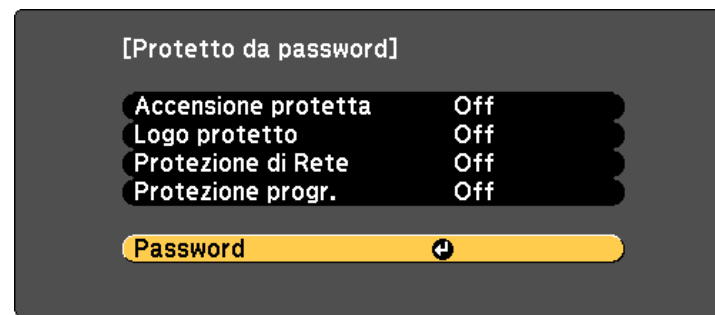 [Protetto da password]
Accensione protetta Off
Logo protetto Off
Protezione di Rete Off
Protezione progr. Off
Password